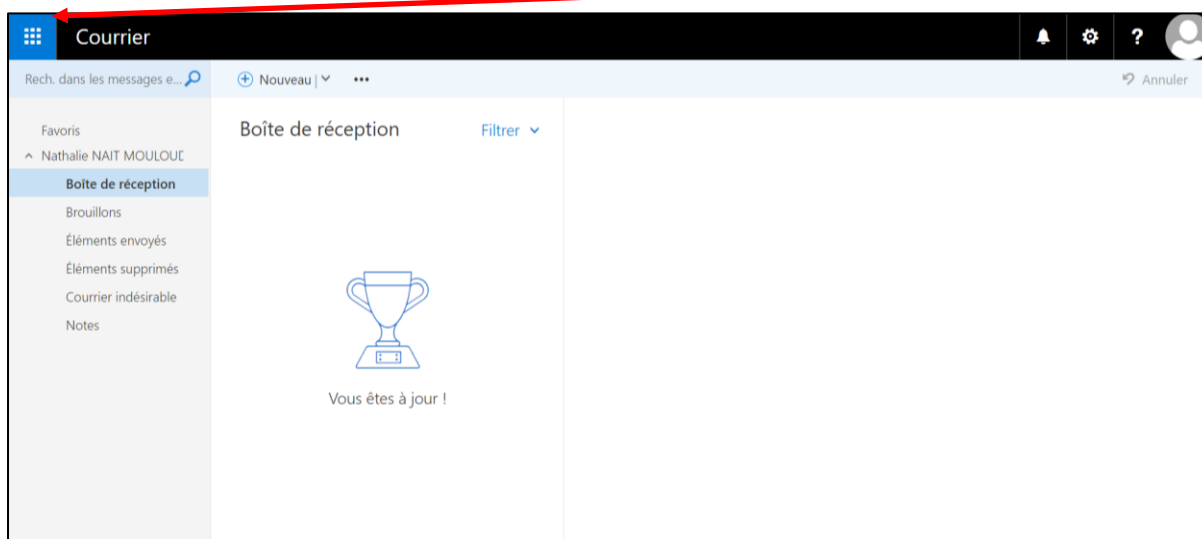 Courrier
?
Rech. dans les messages e...
Nouveau | ...
Annuler
Favoris
Nathalie NAIT MOULOUD
Boîte de réception
Brouillons
Éléments envoyés
Éléments supprimés
Courrier indésirable
Notes
Boîte de réception
Filtrer
Vous êtes à jour !